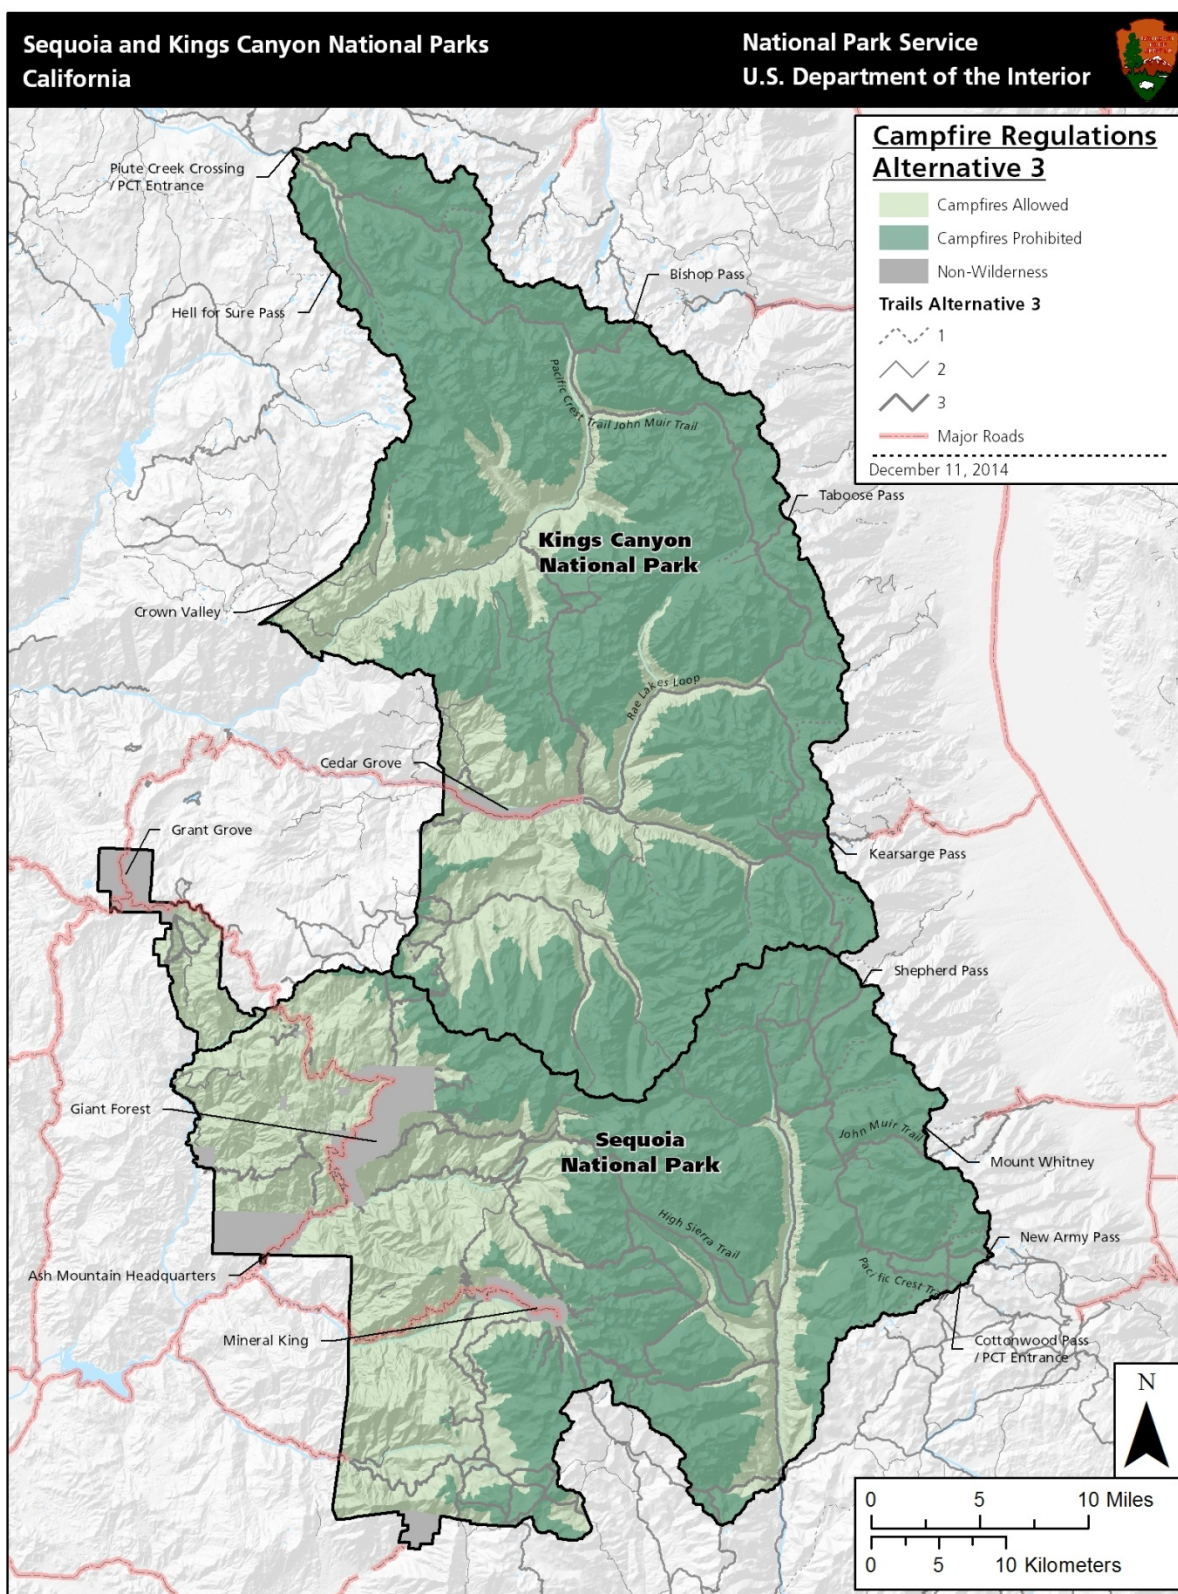 Sequoia and Kings Canyon National Parks
California
National Park Service
U.S. Department of the Interior
Campfire Regulations
Alternative 3
Campfires Allowed
Campfires Prohibited
Non-Wilderness
Trails Alternative 3
1
2
3
Major Roads
December 11, 2014
Piute Creek Crossing
/ PCT Entrance
Bishop Pass
Hell for Sure Pass
Pacific Crest Trail
John Muir Trail
Taboose Pass
Kings Canyon
National Park
Crown Valley
Rae Lakes Loop
Cedar Grove
Grant Grove
Kearsarge Pass
Shepherd Pass
Giant Forest
John Muir Trail
Sequoia
National Park
Mount Whitney
High Sierra Trail
New Army Pass
Ash Mountain Headquarters
Pacific Crest Trail
Mineral King
Cottonwood Pass
/ PCT Entrance
N
0 5 10 Miles
0 5 10 Kilometers